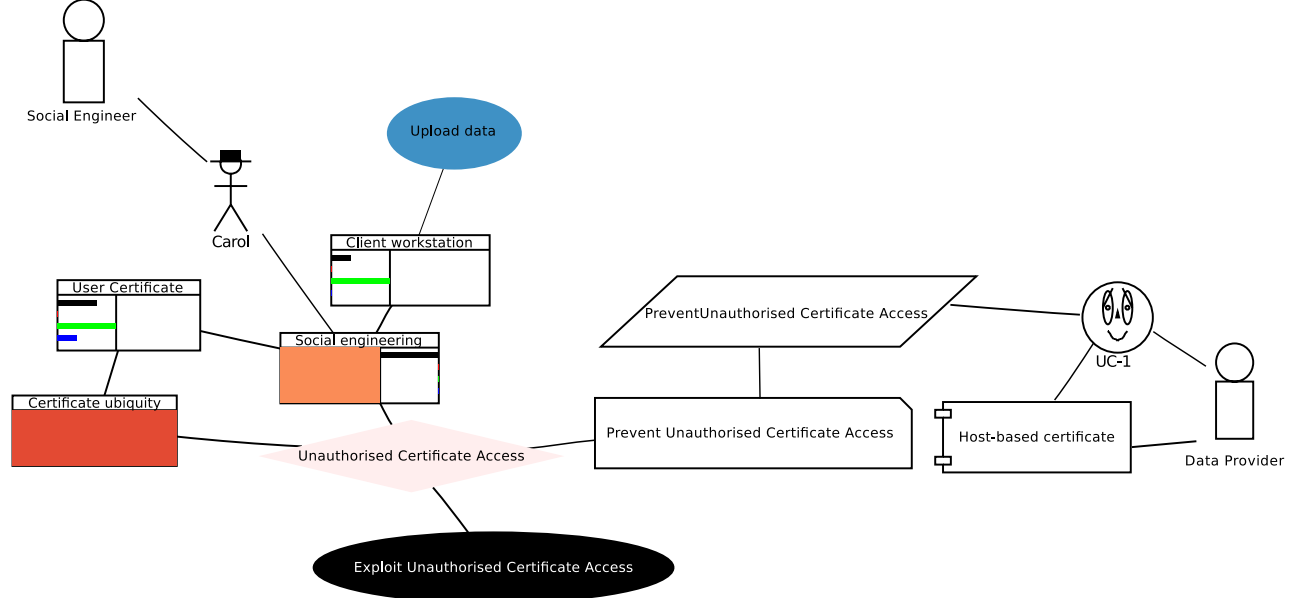 Social Engineer
Upload data
Carol
Client workstation
User Certificate
PreventUnauthorised Certificate Access
Social engineering
UC-1
Certificate ubiquity
Prevent Unauthorised Certificate Access
Host-based certificate
Unauthorised Certificate Access
Data Provider
Exploit Unauthorised Certificate Access